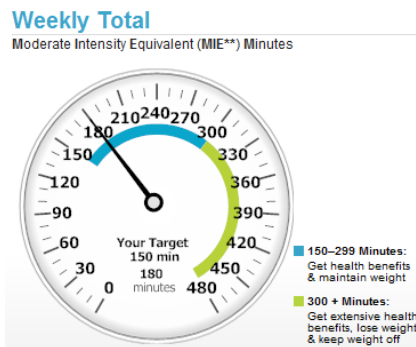 Weekly Total
Moderate Intensity Equivalent (MIE**) Minutes
210 240 270
180 300
150 330
120 360
90 390
60 420
30 450
0 480
Your Target
150 min
180
minutes
150–299 Minutes:
Get health benefits
& maintain weight
300 + Minutes:
Get extensive health
benefits, lose weight
& keep weight off